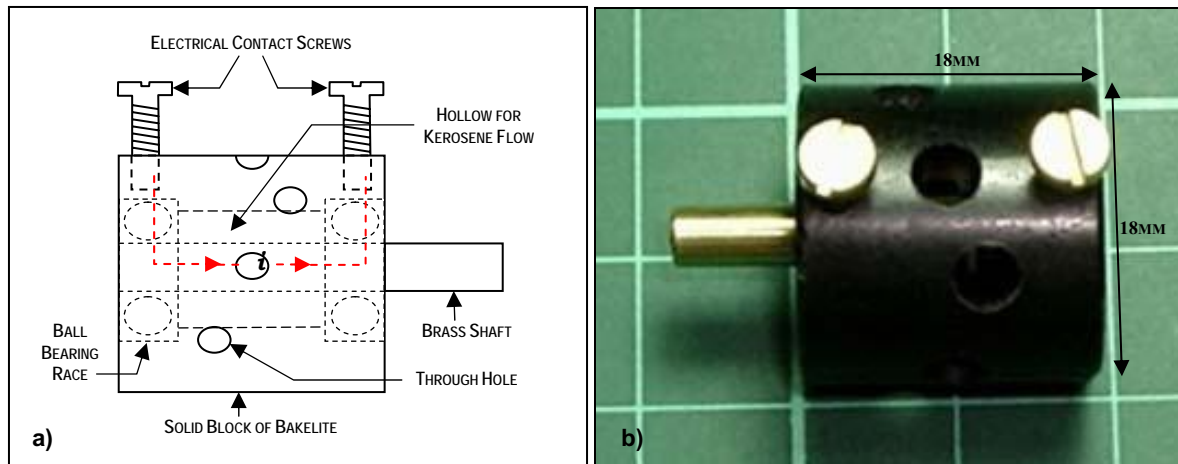 ELECTRICAL CONTACT SCREWS
HOLLOW FOR
KEROSENE FLOW
i
BRASS SHAFT
BALL
BEARING
RACE
THROUGH HOLE
SOLID BLOCK OF BAKELITE
a)
18MM
18MM
b)